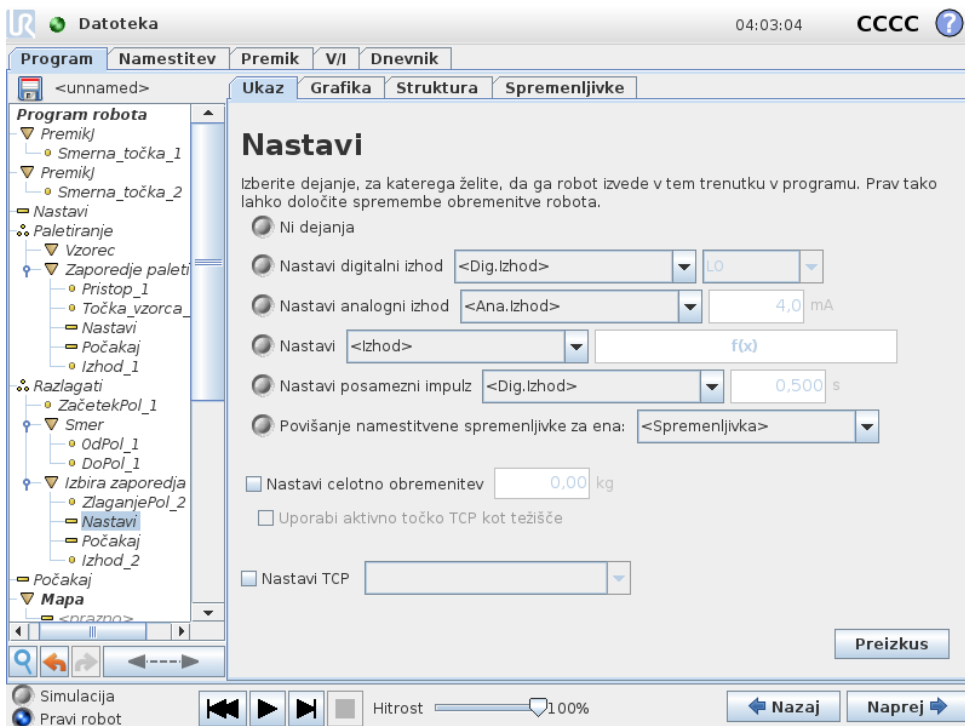 UR Datoteka 04:03:04 CCCC ?
Program Namestitev Premik V/I Dnevnik
<unnamed>
Ukaz Grafika Struktura Spremenljivke
Program robota
PremikJ
Smerna_točka_1
PremikJ
Smerna_točka_2
Nastavi
Paletiranje
Vzorec
Zaporedje paleti
Pristop_1
Točka_vzorca_
Nastavi
Počakaj
Izhod_1
Razlagati
ZačetekPol_1
Smer
OdPol_1
DoPol_1
Izbira zaporedja
ZlaganjePol_2
Nastavi
Počakaj
Izhod_2
Počakaj
Mapa
<prazno>
Nastavi
Izberite dejanje, za katerega želite, da ga robot izvede v tem trenutku v programu. Prav tako
lahko določite spremembe obremenitve robota.
Ni dejanja
Nastavi digitalni izhod <Dig.Izhod> LO
Nastavi analogni izhod <Ana.Izhod> 4,0 mA
Nastavi <Izhod> f(x)
Nastavi posamezni impulz <Dig.Izhod> 0,500 s
Povišanje namestitvene spremenljivke za ena: <Spremenljivka>
Nastavi celotno obremenitev 0,00 kg
Uporabi aktivno točko TCP kot težišče
Nastavi TCP
Preizkus
Simulacija
Pravi robot
Hitrost 100%
Nazaj Naprej